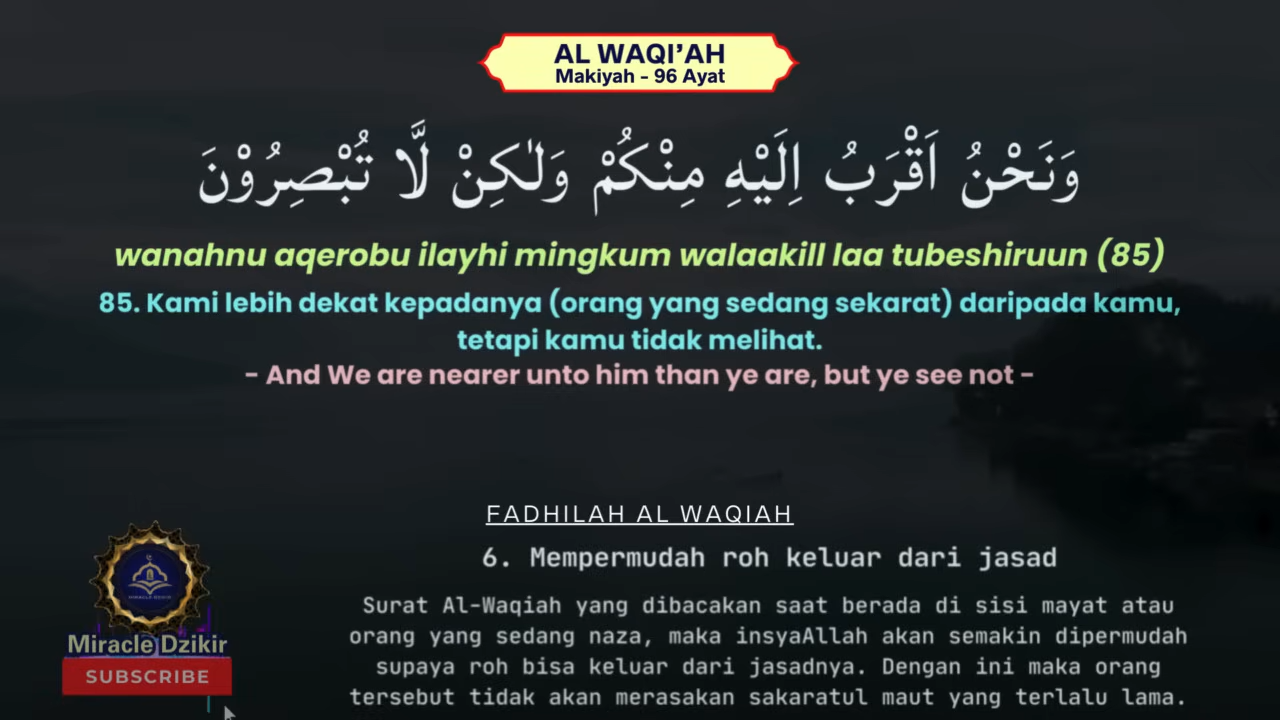 AL WAQI’AH
Makiyah - 96 Ayat
وَنَحْنُ اَقْرَبُ اِلَيْهِ مِنْكُمْ وَلٰكِنْ لَّا تُبْصِرُوْنَ
wanahnu aqerobu ilayhi mingkum walaakill laa tubeshiruun (85)
85. Kami lebih dekat kepadanya (orang yang sedang sekarat) daripada kamu,
tetapi kamu tidak melihat.
- And We are nearer unto him than ye are, but ye see not -
FADHILAH AL WAQIAH
6. Mempermudah roh keluar dari jasad
Surat Al-Waqiah yang dibacakan saat berada di sisi mayat atau
orang yang sedang naza, maka insyaAllah akan semakin dipermudah
supaya roh bisa keluar dari jasadnya. Dengan ini maka orang
tersebut tidak akan merasakan sakaratul maut yang terlalu lama.
MIRACLE DZIKIR
Miracle Dzikir
SUBSCRIBE